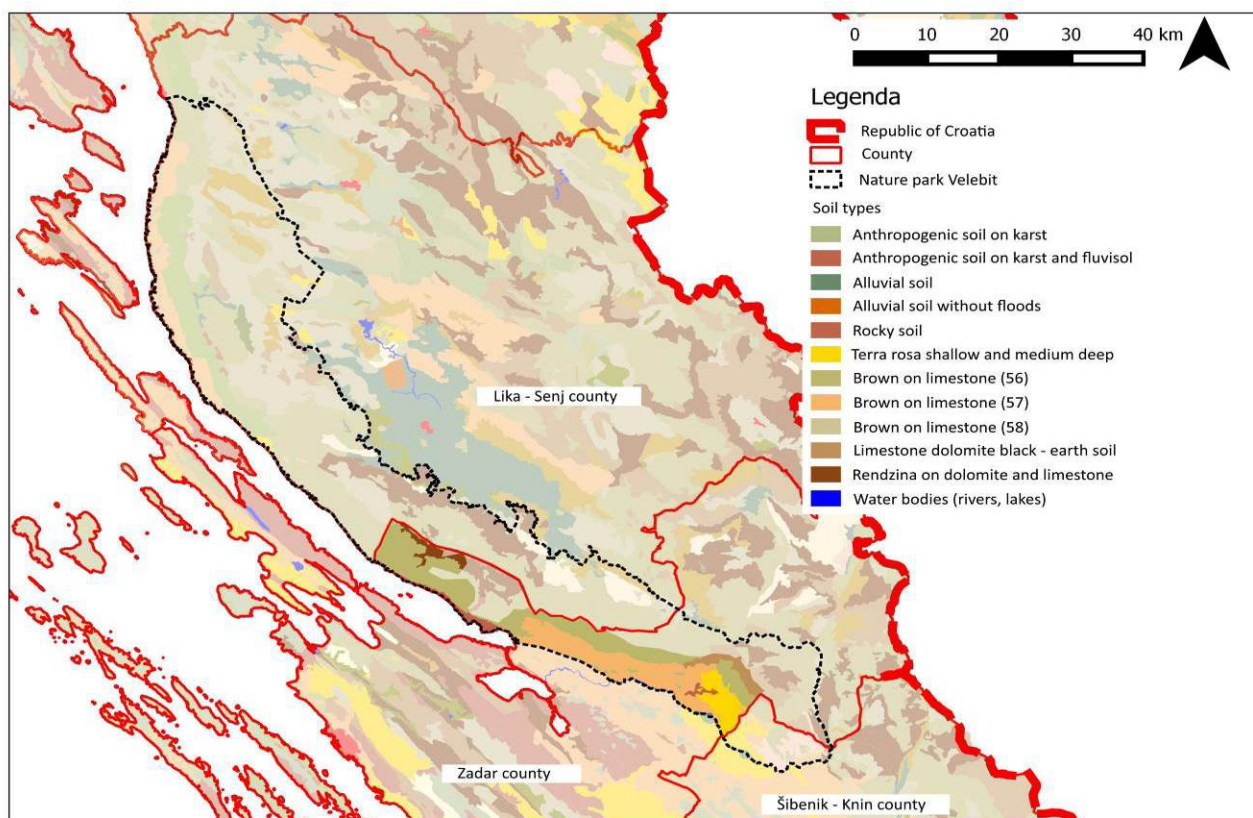 0 10 20 30 40 km
Legenda
Republic of Croatia
County
Nature park Velebit
Soil types
Anthropogenic soil on karst
Anthropogenic soil on karst and fluvisol
Alluvial soil
Alluvial soil without floods
Rocky soil
Terra rosa shallow and medium deep
Brown on limestone (56)
Brown on limestone (57)
Brown on limestone (58)
Limestone dolomite black - earth soil
Rendzina on dolomite and limestone
Water bodies (rivers, lakes)
Lika - Senj county
Zadar county
Šibenik - Knin county